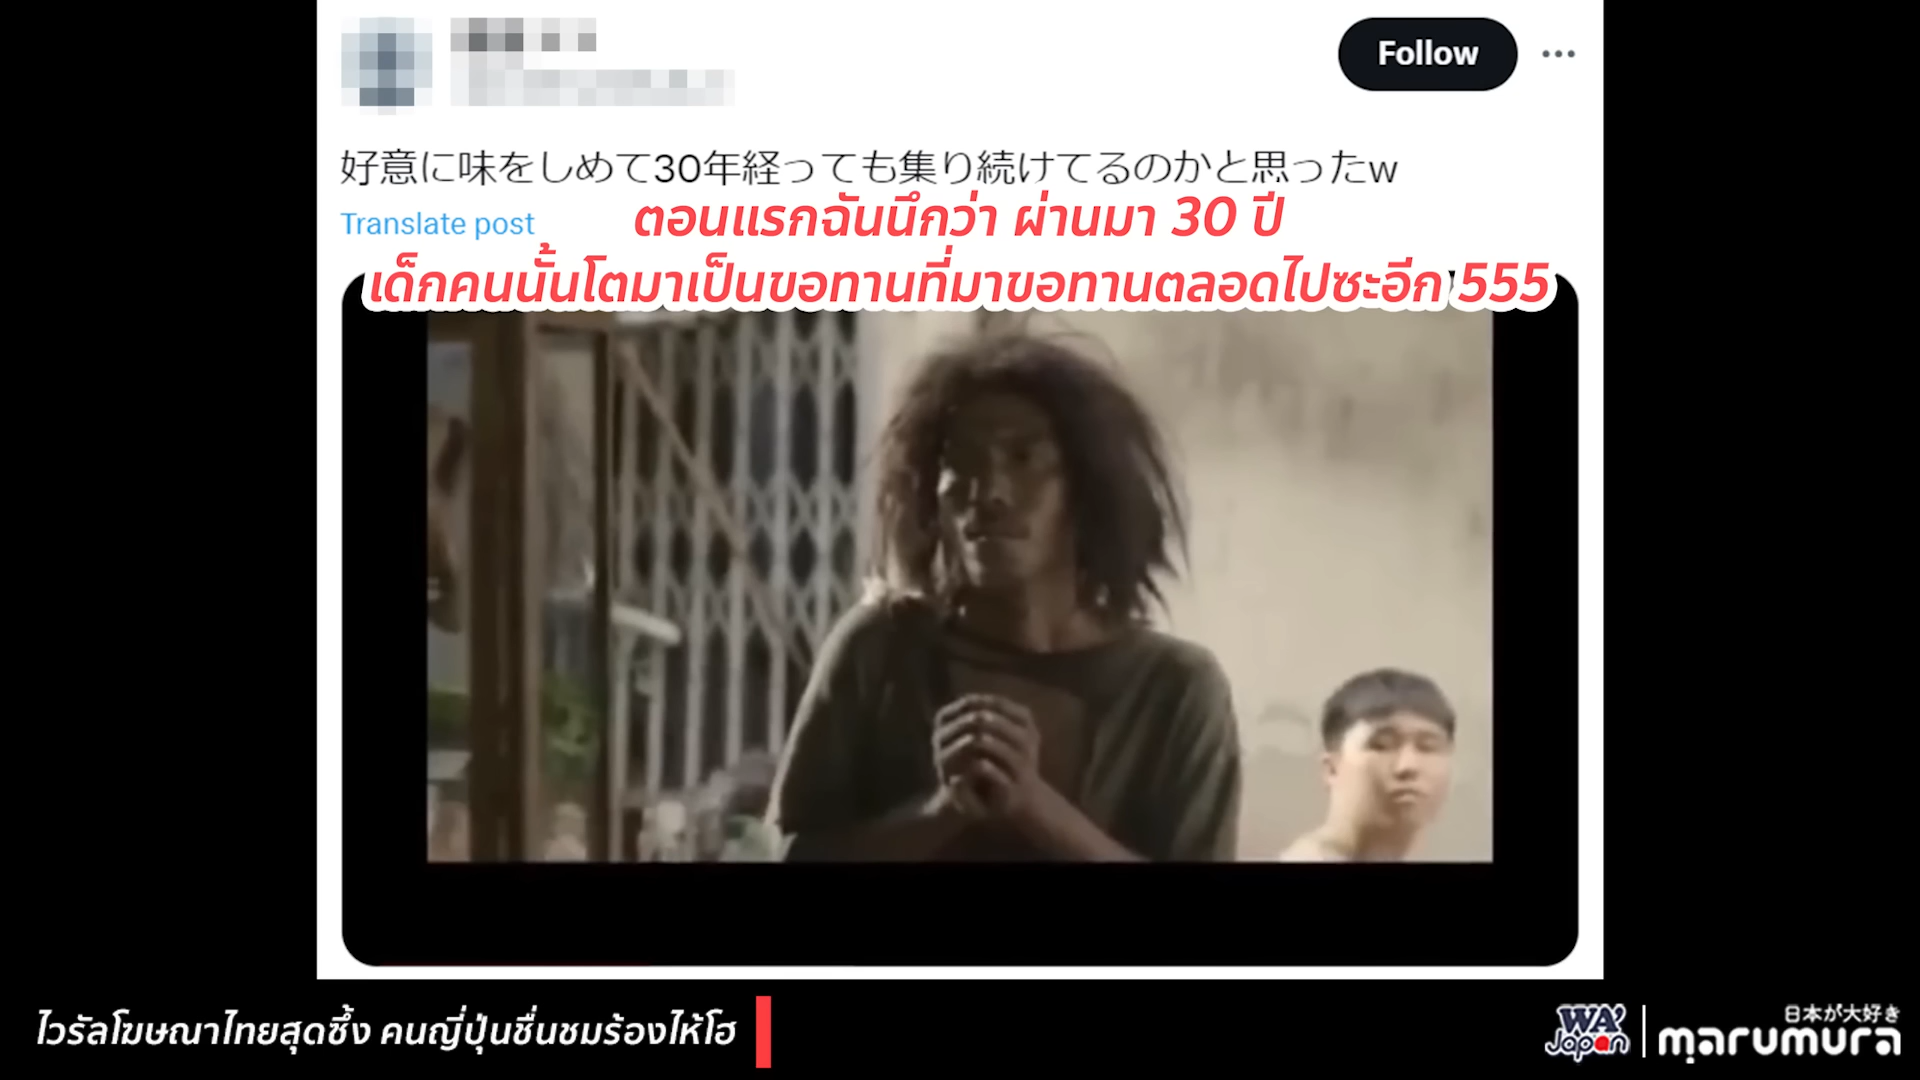 Follow
好意に味をしめて30年経っても集り続けてるのかと思ったw
Translate post
ตอนแรกฉันนึกว่า ผ่านมา 30 ปี
เด็กคนนั้นโตมาเป็นขอทานที่มาขอทานตลอดไปซะอีก 555
ไวรัลโฆษณาไทยสุดซึ้ง คนญี่ปุ่นชื่นชมร้องไห้โฮ
WA'
Japan
日本が大好き
marumura